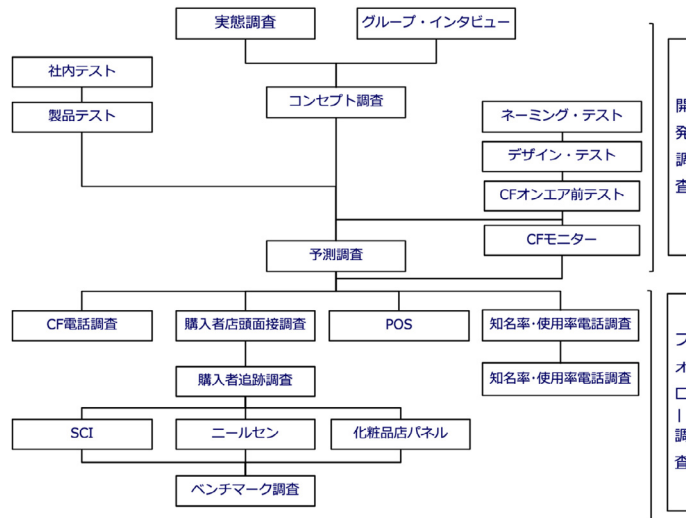 実態調査
グループ・インタビュー
社内テスト
コンセプト調査
製品テスト
ネーミング・テスト
デザイン・テスト
CFオンエア前テスト
CFモニター
予測調査
開発調査
CF電話調査
購入者店頭面接調査
POS
知名率・使用率電話調査
購入者追跡調査
知名率・使用率電話調査
SCI
ニールセン
化粧品店パネル
ベンチマーク調査
フォロー調査